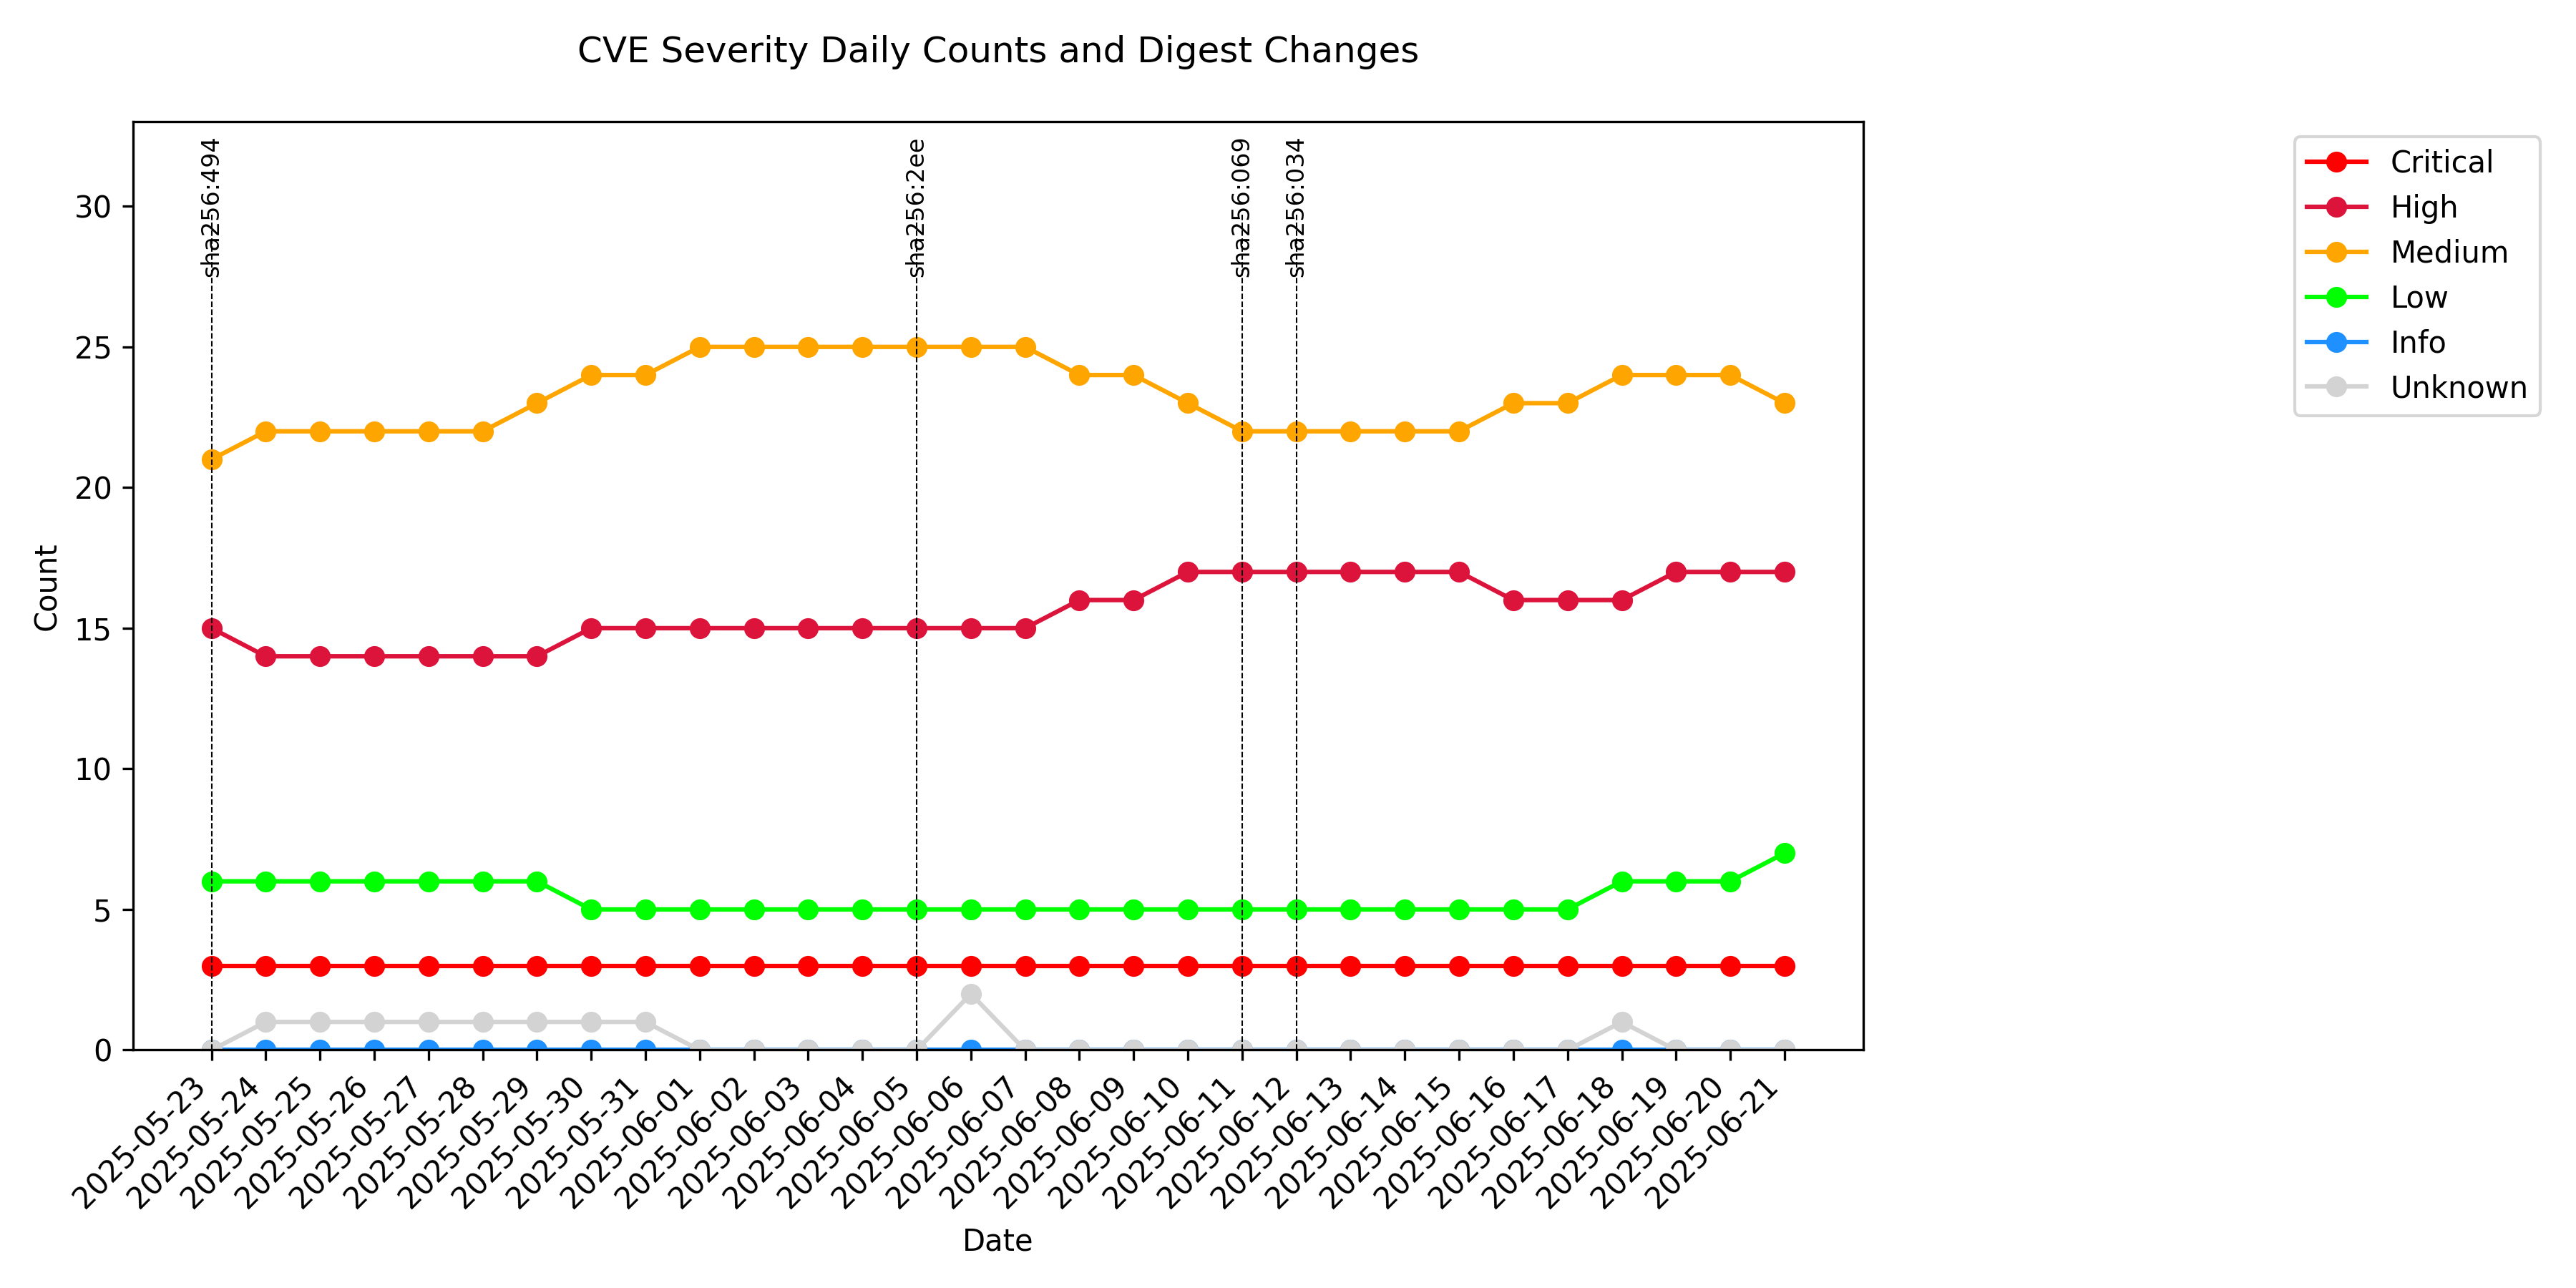 CVE Severity Daily Counts and Digest Changes
sha256:494
sha256:2ee
sha256:069
sha256:034
Critical
High
Medium
Low
Info
Unknown
30
25
20
15
10
5
0
Count
2025-05-23
2025-05-24
2025-05-25
2025-05-26
2025-05-27
2025-05-28
2025-05-29
2025-05-30
2025-05-31
2025-06-01
2025-06-02
2025-06-03
2025-06-04
2025-06-05
2025-06-06
2025-06-07
2025-06-08
2025-06-09
2025-06-10
2025-06-11
2025-06-12
2025-06-13
2025-06-14
2025-06-15
2025-06-16
2025-06-17
2025-06-18
2025-06-19
2025-06-20
2025-06-21
Date